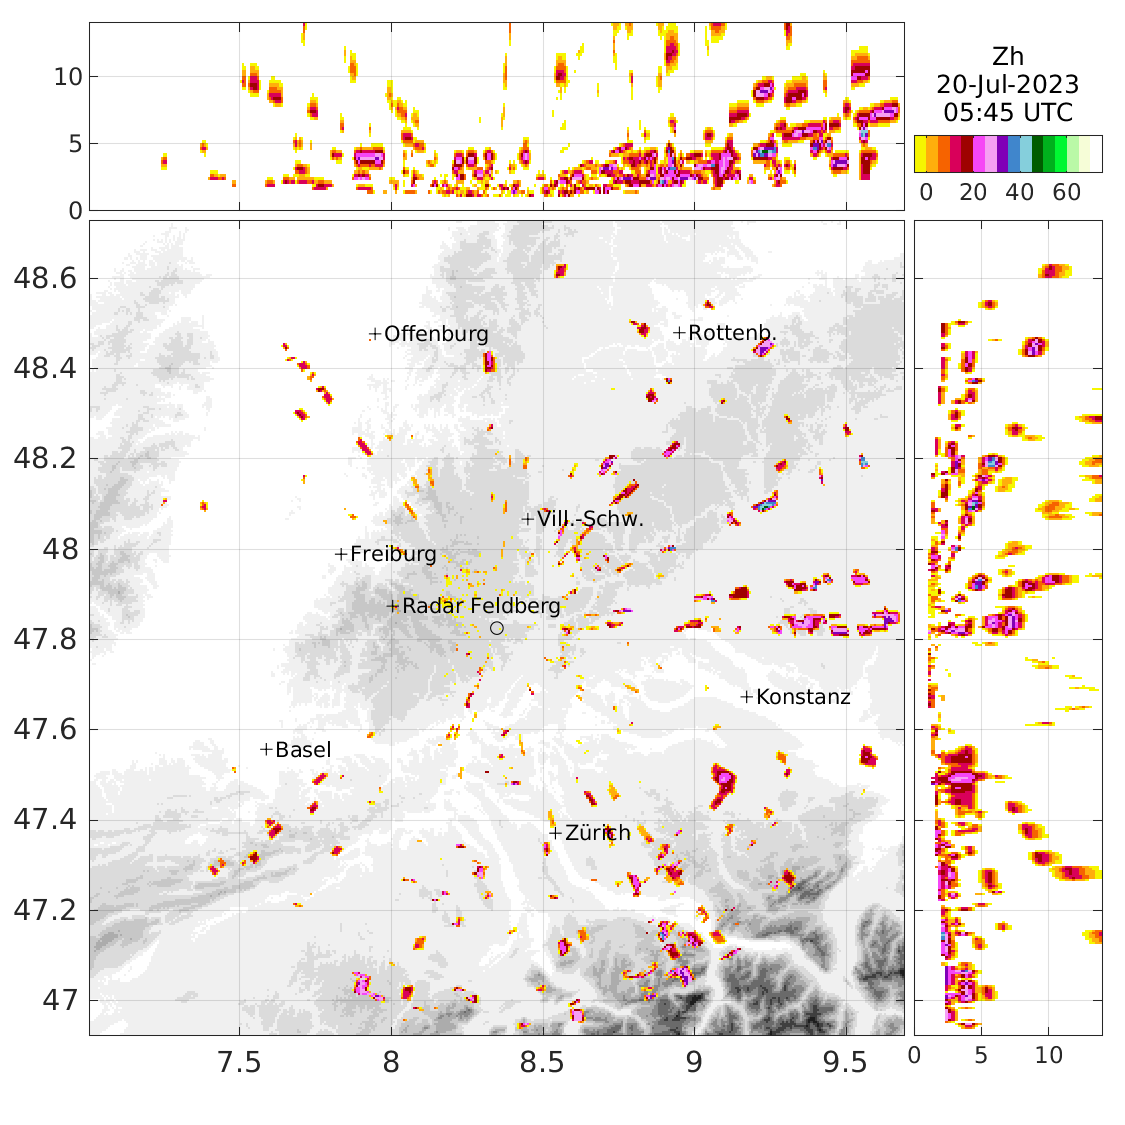 10
5
0
Zh
20-Jul-2023
05:45 UTC
0 20 40 60
48.6
48.4
48.2
48
47.8
47.6
47.4
47.2
47
+Offenburg
+Rottenb.
+Vill.-Schw.
+Freiburg
+Radar Feldberg
+Konstanz
+Basel
+Zürich
7.5 8 8.5 9 9.5
0 5 10